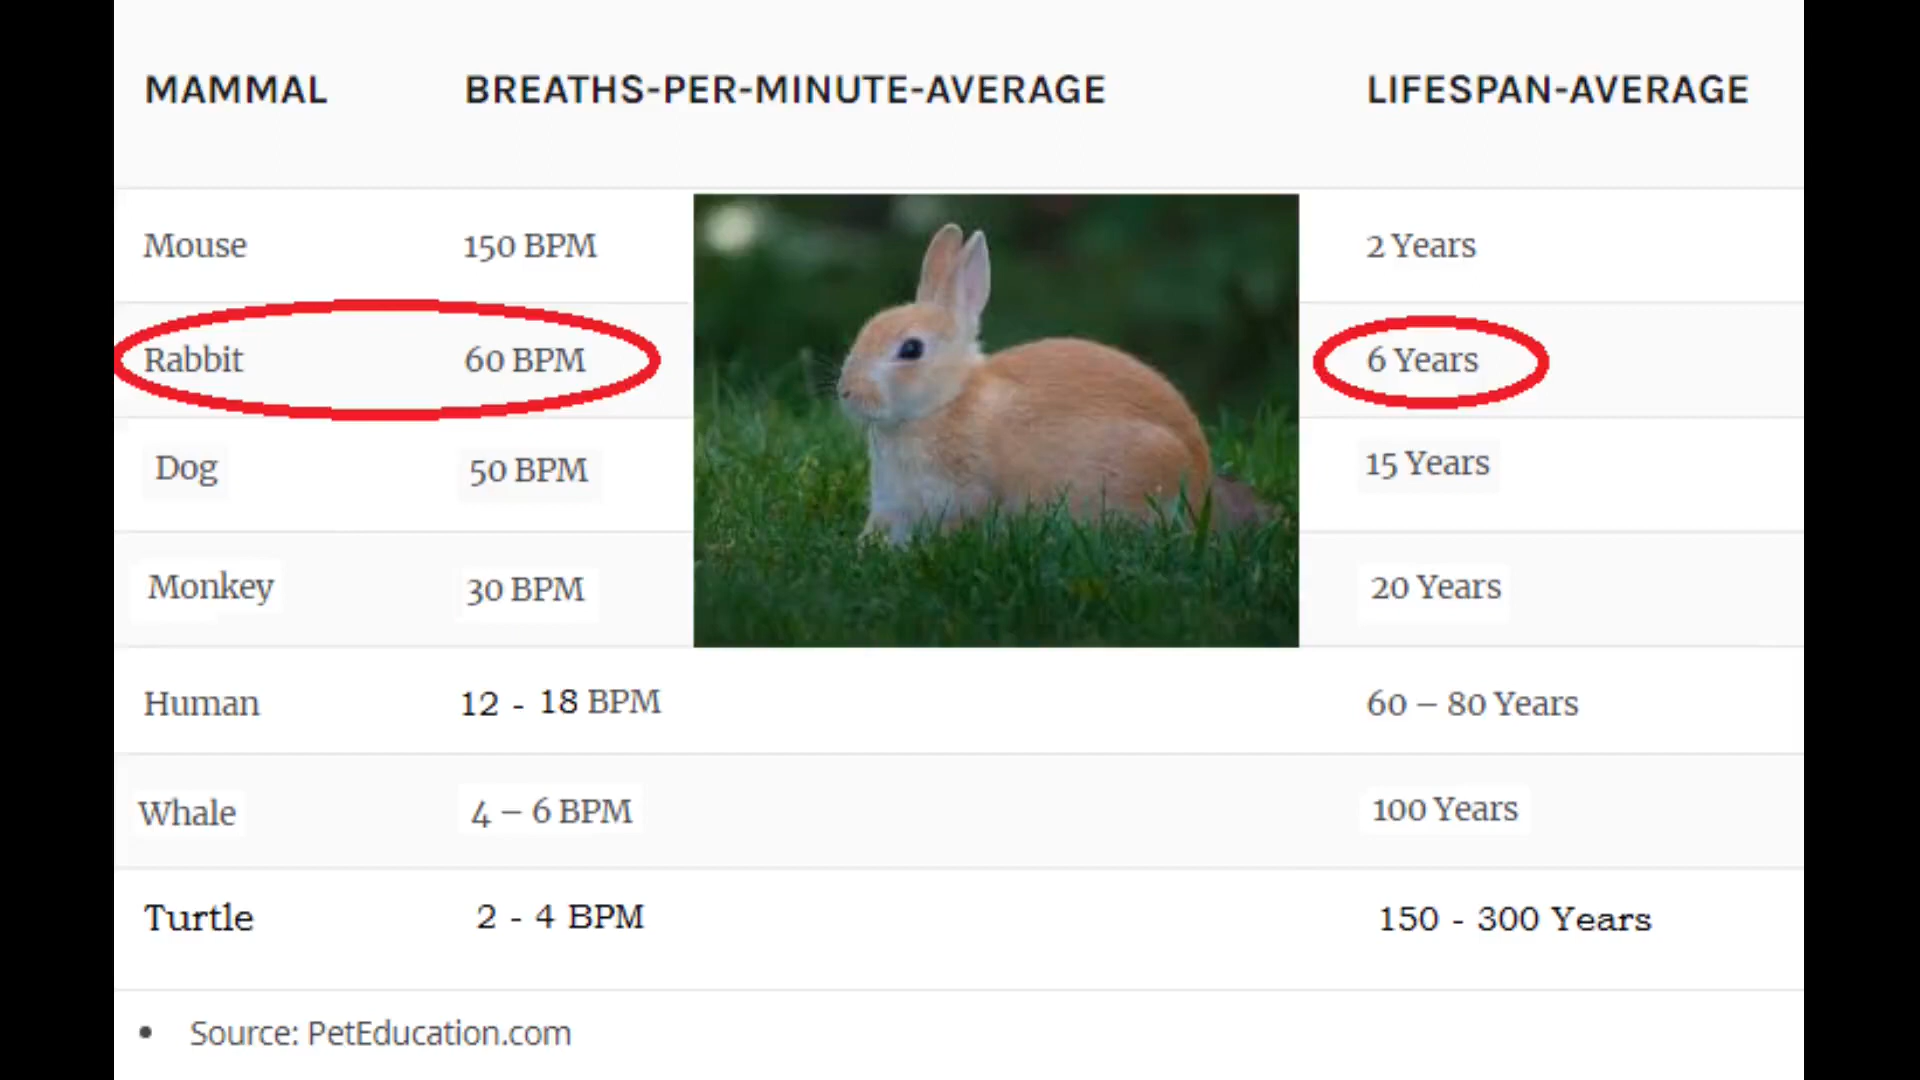 MAMMAL BREATHS-PER-MINUTE-AVERAGE LIFESPAN-AVERAGE
Mouse 150 BPM 2 Years
Rabbit 60 BPM 6 Years
Dog 50 BPM 15 Years
Monkey 30 BPM 20 Years
Human 12 - 18 BPM 60 – 80 Years
Whale 4 – 6 BPM 100 Years
Turtle 2 - 4 BPM 150 - 300 Years
• Source: PetEducation.com